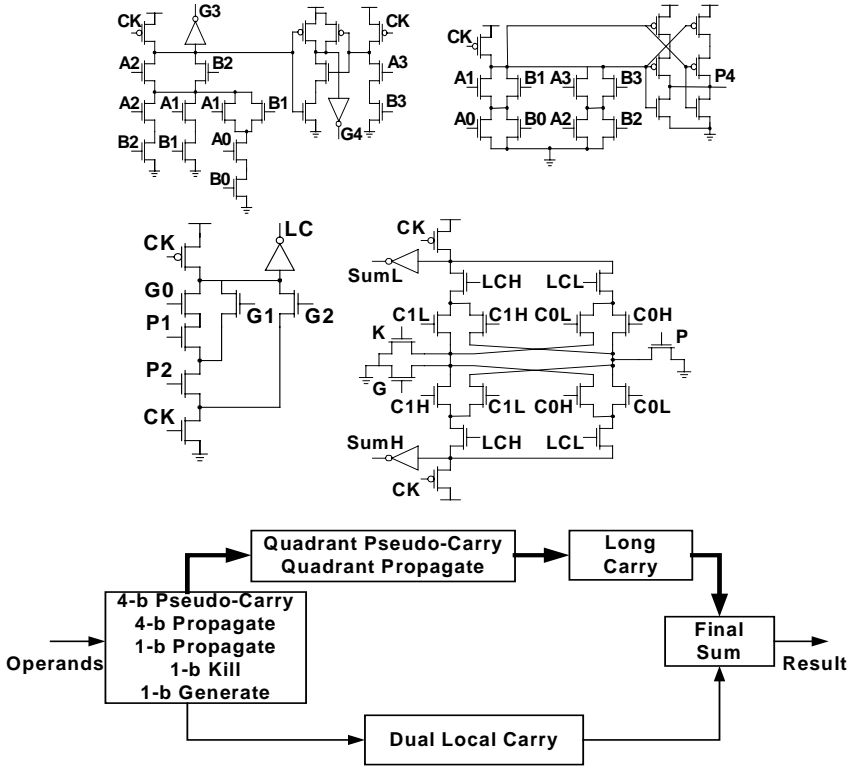 CK
G3
CK
A2
B2
A3
A2
A1
A1
B1
B3
B2
B1
A0
G4
B0
CK
A1
B1
A3
B3
P4
A0
B0
A2
B2
CK
LC
G0
G1
G2
P1
P2
CK
CK
SumL
LCH
LCL
C1L
C1H
C0L
C0H
K
P
G
C1H
C1L
C0H
C0L
SumH
LCH
LCL
CK
Quadrant Pseudo-Carry
Quadrant Propagate
Long
Carry
4-b Pseudo-Carry
4-b Propagate
1-b Propagate
1-b Kill
1-b Generate
Operands
Final
Sum
Result
Dual Local Carry